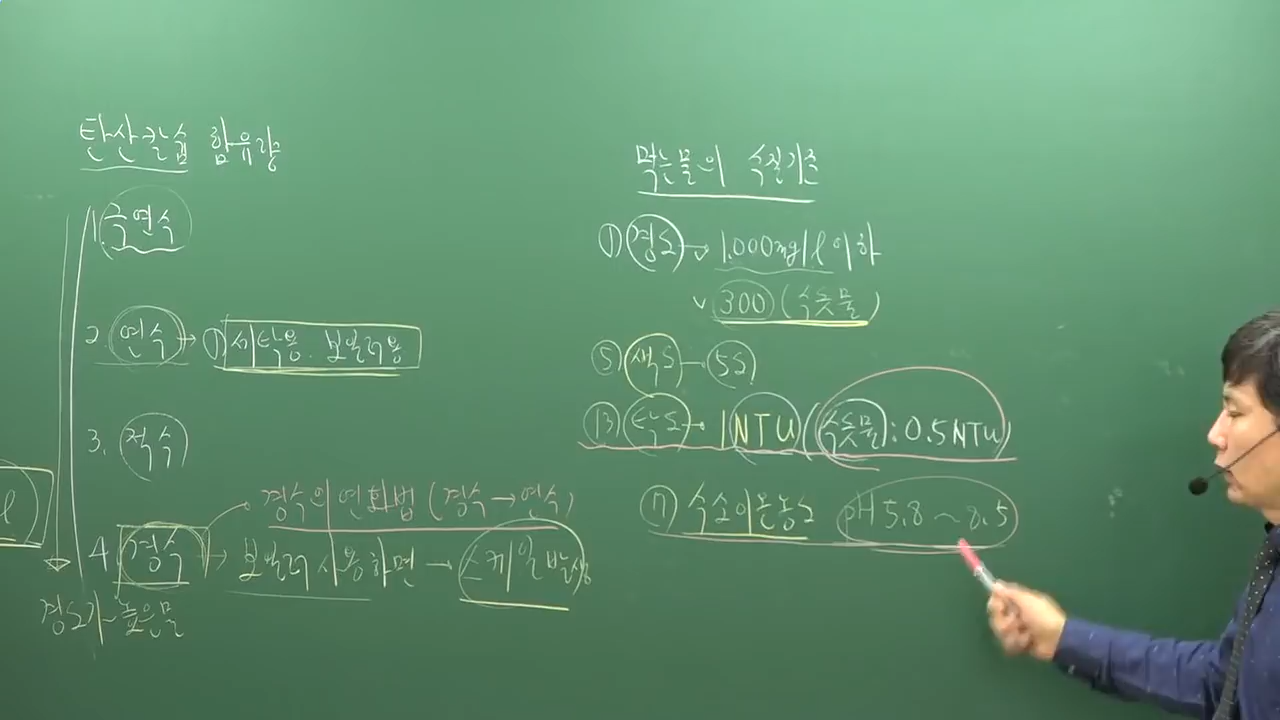 탄산칼슘 함유량
1. 극연수
2. 연수 → ① 세탁용. 보일러용
3. 적수
경수의 연화법 (경수 → 연수)
4. 경수 → 보일러 사용하면 → 스케일 발생
경도가 높은 물
l
먹는물의 수질기준
① 경도 → 1,000mg/l 이하
300 (수돗물)
⑤ 색도 → 5도
⑬ 탁도 → 1NTU (수돗물: 0.5NTU)
⑰ 수소이온농도 pH 5.8 ~ 8.5